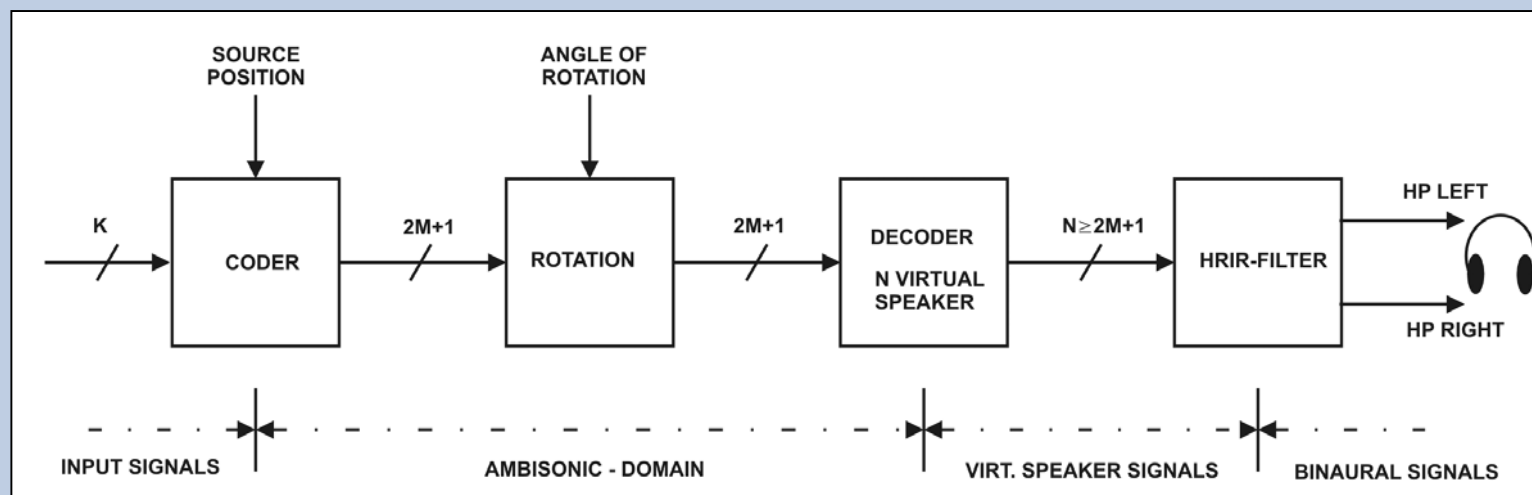 SOURCE
POSITION
ANGLE OF
ROTATION
K
CODER
2M+1
ROTATION
2M+1
DECODER
N VIRTUAL
SPEAKER
N≥2M+1
HRIR-FILTER
HP LEFT
HP RIGHT
INPUT SIGNALS
AMBISONIC - DOMAIN
VIRT. SPEAKER SIGNALS
BINAURAL SIGNALS